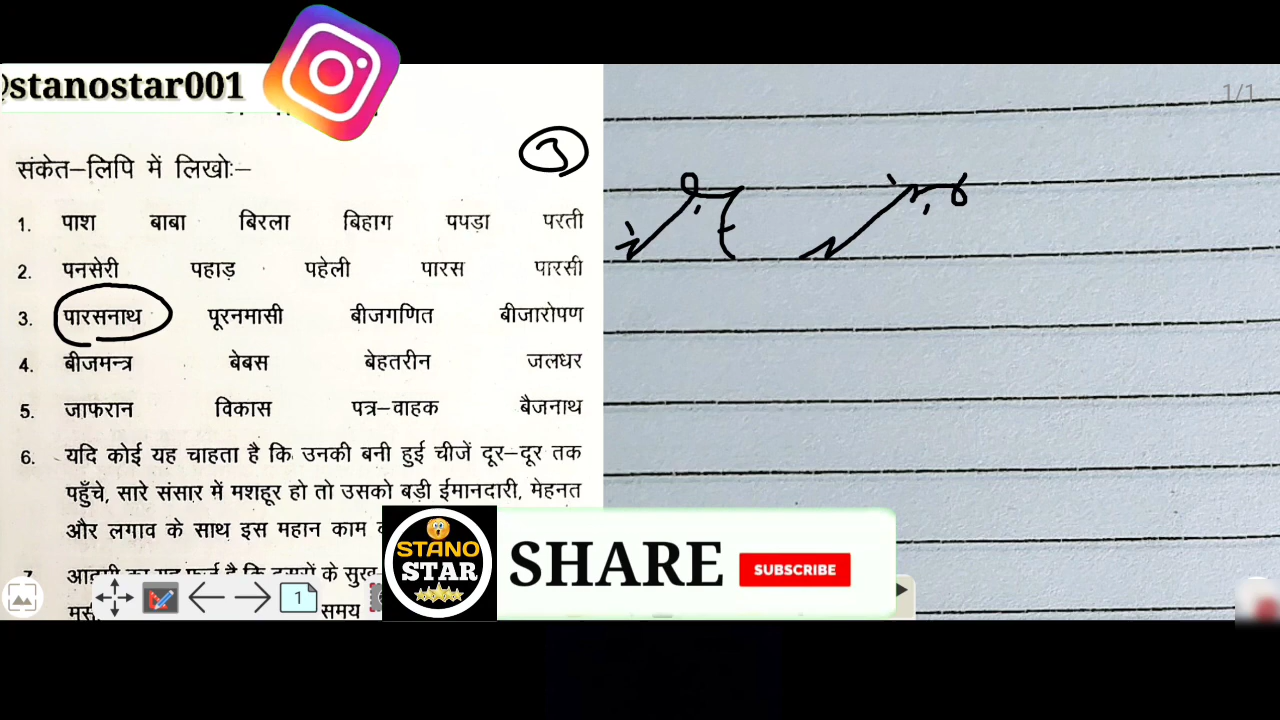 @stanostar001
1/1
3
संकेत–लिपि में लिखोः–
1. पाश बाबा बिरला बिहाग पपड़ा परती
2. पनसेरी पहाड़ पहेली पारस पारसी
3. पारसनाथ पूरनमासी बीजगणित बीजारोपण
4. बीजमन्त्र बेबस बेहतरीन जलधर
5. जाफरान विकास पत्र–वाहक बैजनाथ
6. यदि कोई यह चाहता है कि उनकी बनी हुई चीजें दूर–दूर तक
पहुँचे, सारे संसार में मशहूर हो तो उसको बड़ी ईमानदारी, मेहनत
और लगाव के साथ इस महान काम
के सुख
समय
1
STANO
STAR
SHARE
SUBSCRIBE